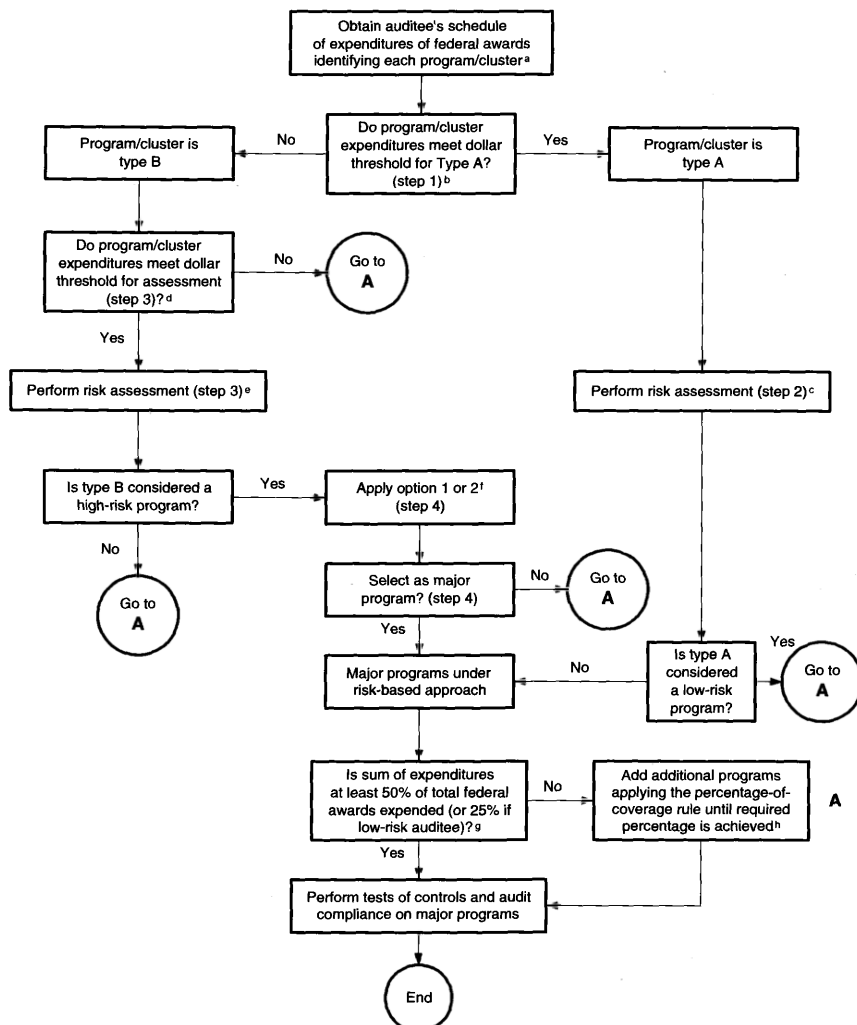 Obtain auditee's schedule
of expenditures of federal awards
identifying each program/cluster a
Do program/cluster
expenditures meet dollar
threshold for Type A?
(step 1) b
No
Yes
Program/cluster is
type B
Program/cluster is
type A
Do program/cluster
expenditures meet dollar
threshold for assessment
(step 3)? d
No
Go to
A
Yes
Perform risk assessment (step 3) e
Perform risk assessment (step 2) c
Is type B considered a
high-risk program?
Yes
Apply option 1 or 2 f
(step 4)
No
Go to
A
Select as major
program? (step 4)
No
Go to
A
Yes
Major programs under
risk-based approach
No
Is type A
considered
a low-risk
program?
Yes
Go to
A
Is sum of expenditures
at least 50% of total federal
awards expended (or 25% if
low-risk auditee)? g
No
Add additional programs
applying the percentage-of-
coverage rule until required
percentage is achieved h
A
Yes
Perform tests of controls and audit
compliance on major programs
End